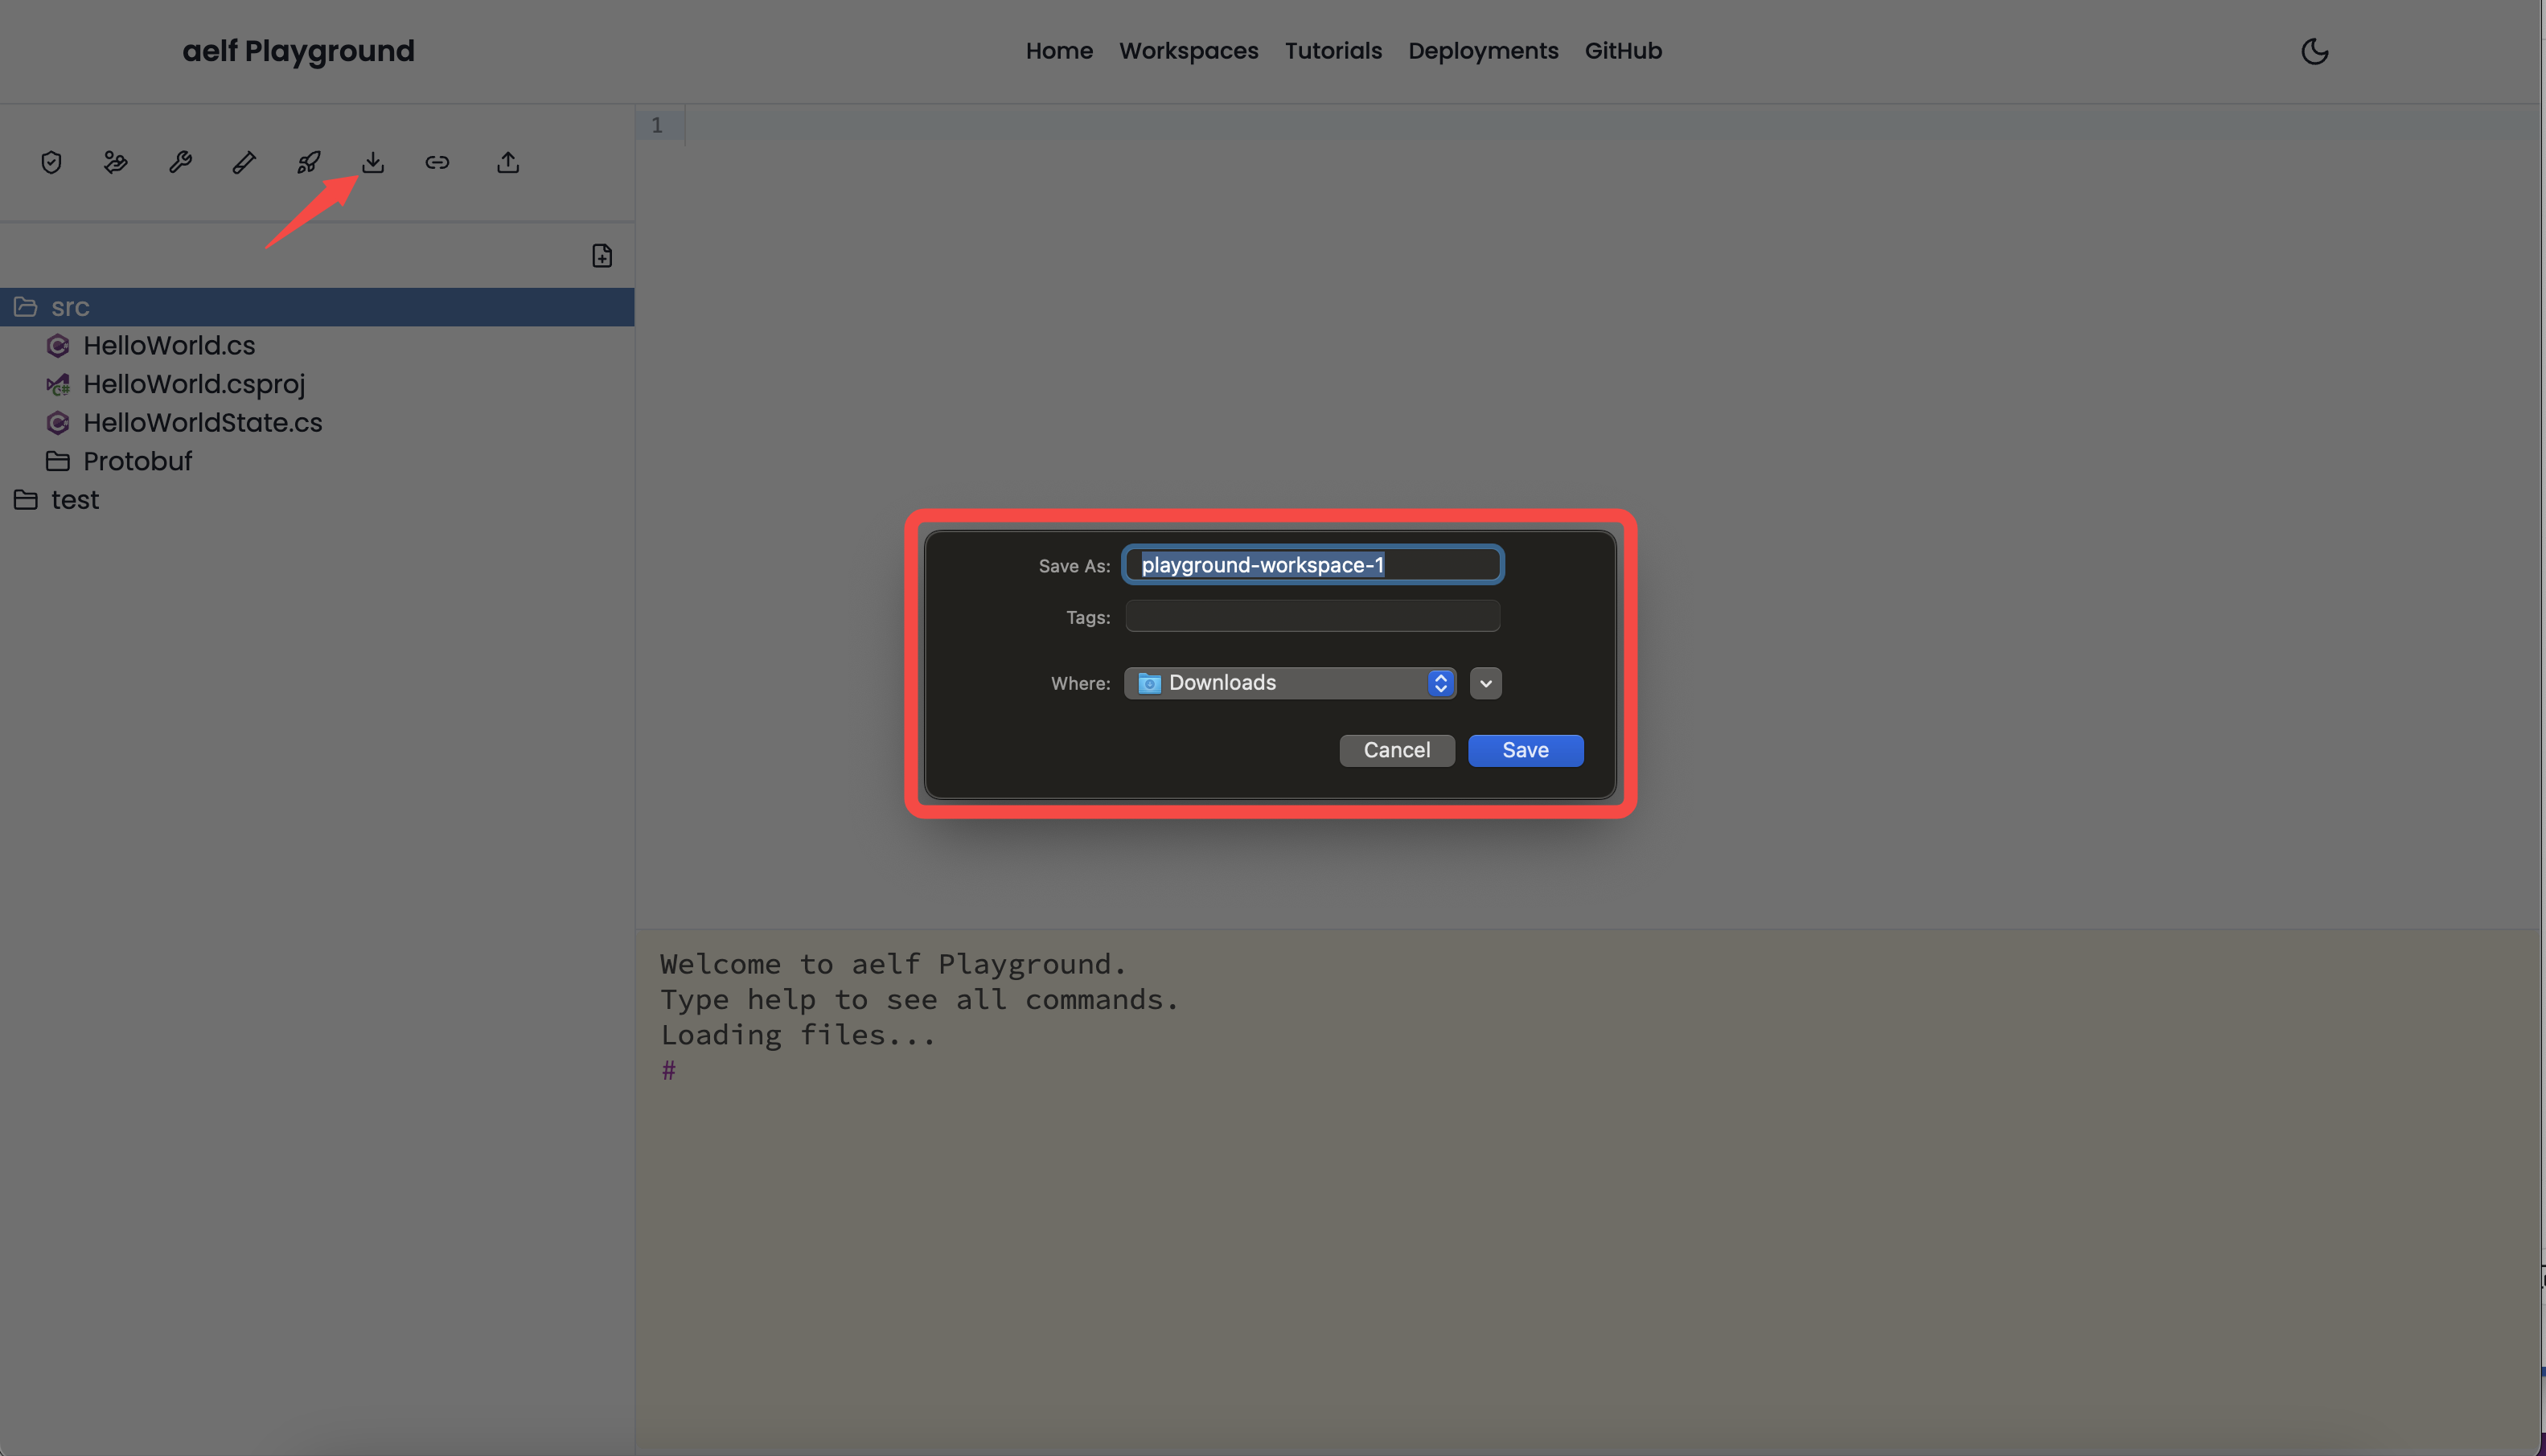 aelf Playground
Home Workspaces Tutorials Deployments GitHub
1
src
HelloWorld.cs
HelloWorld.csproj
HelloWorldState.cs
Protobuf
test
Save As: playground-workspace-1
Tags:
Where: Downloads
Cancel Save
Welcome to aelf Playground.
Type help to see all commands.
Loading files...
#